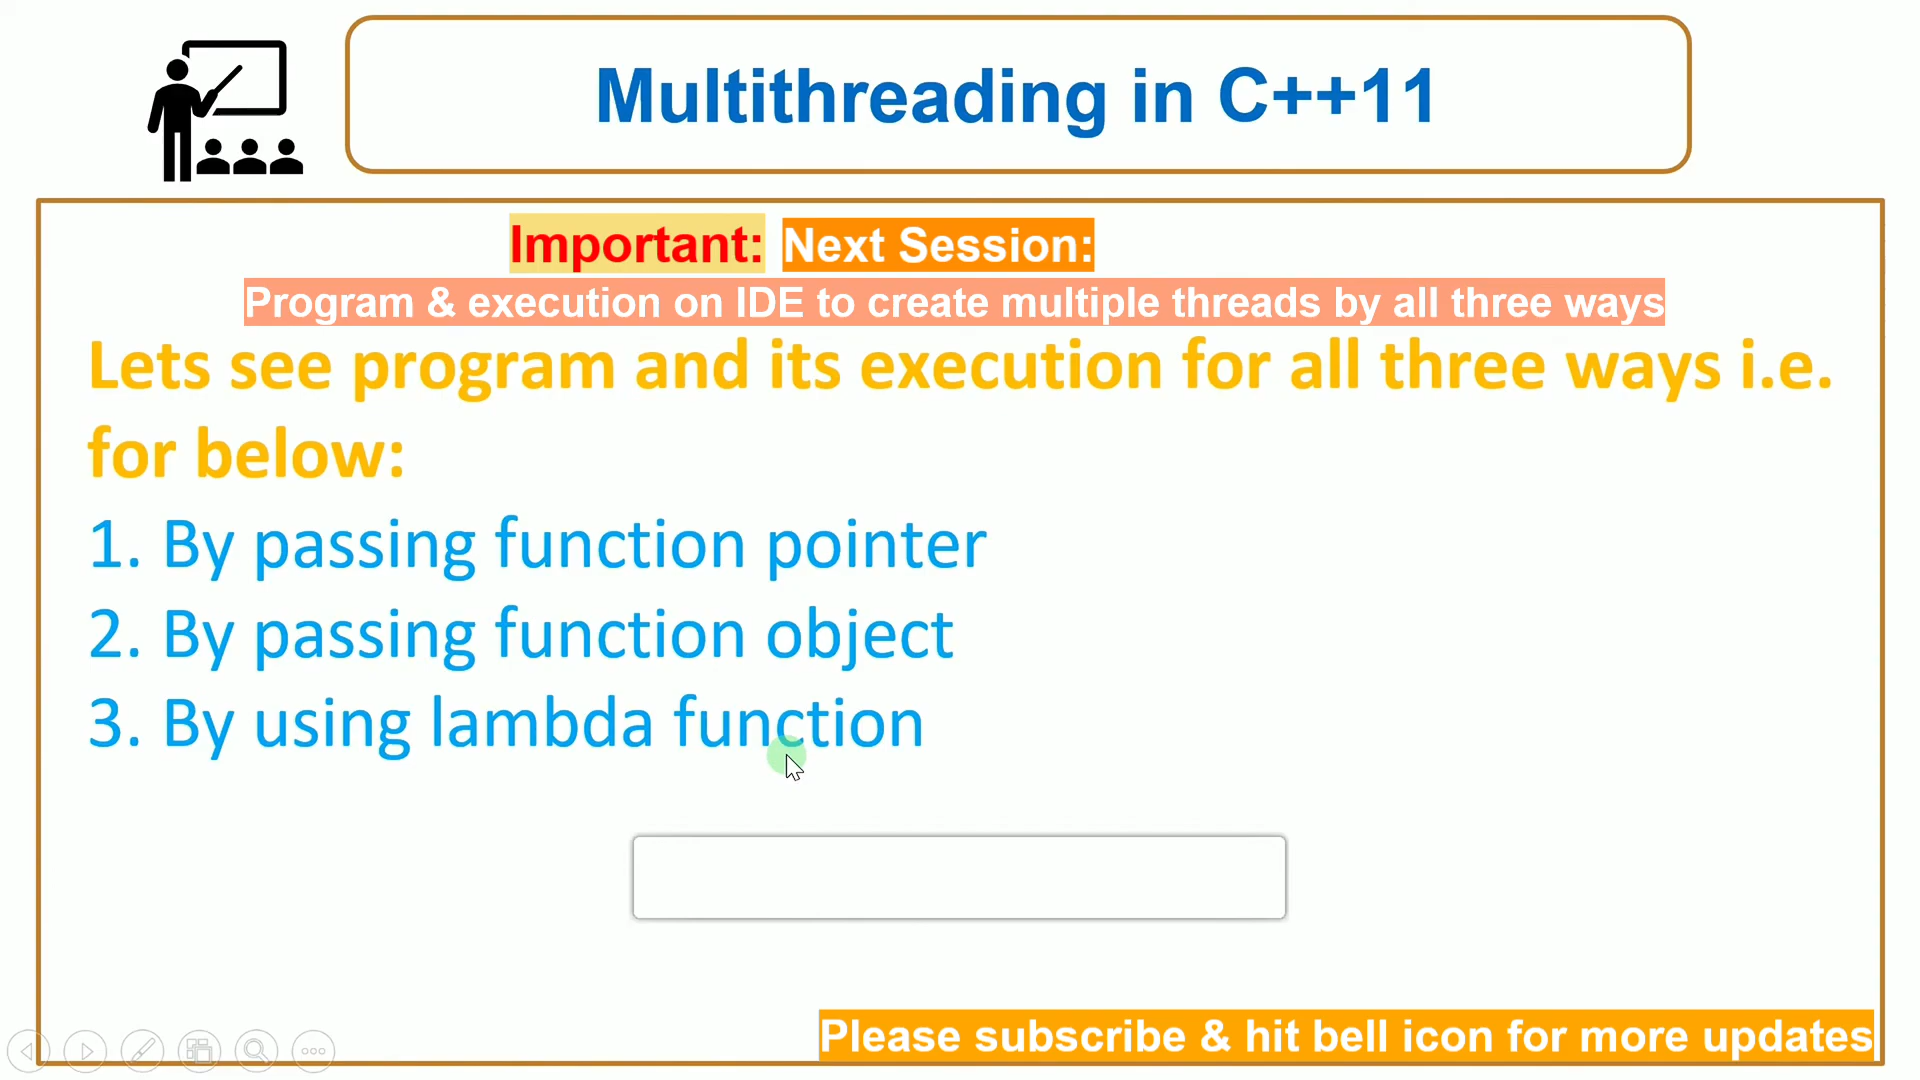 Multithreading in C++11
Important: Next Session:
Program & execution on IDE to create multiple threads by all three ways
Lets see program and its execution for all three ways i.e.
for below:
1. By passing function pointer
2. By passing function object
3. By using lambda function
Please subscribe & hit bell icon for more updates